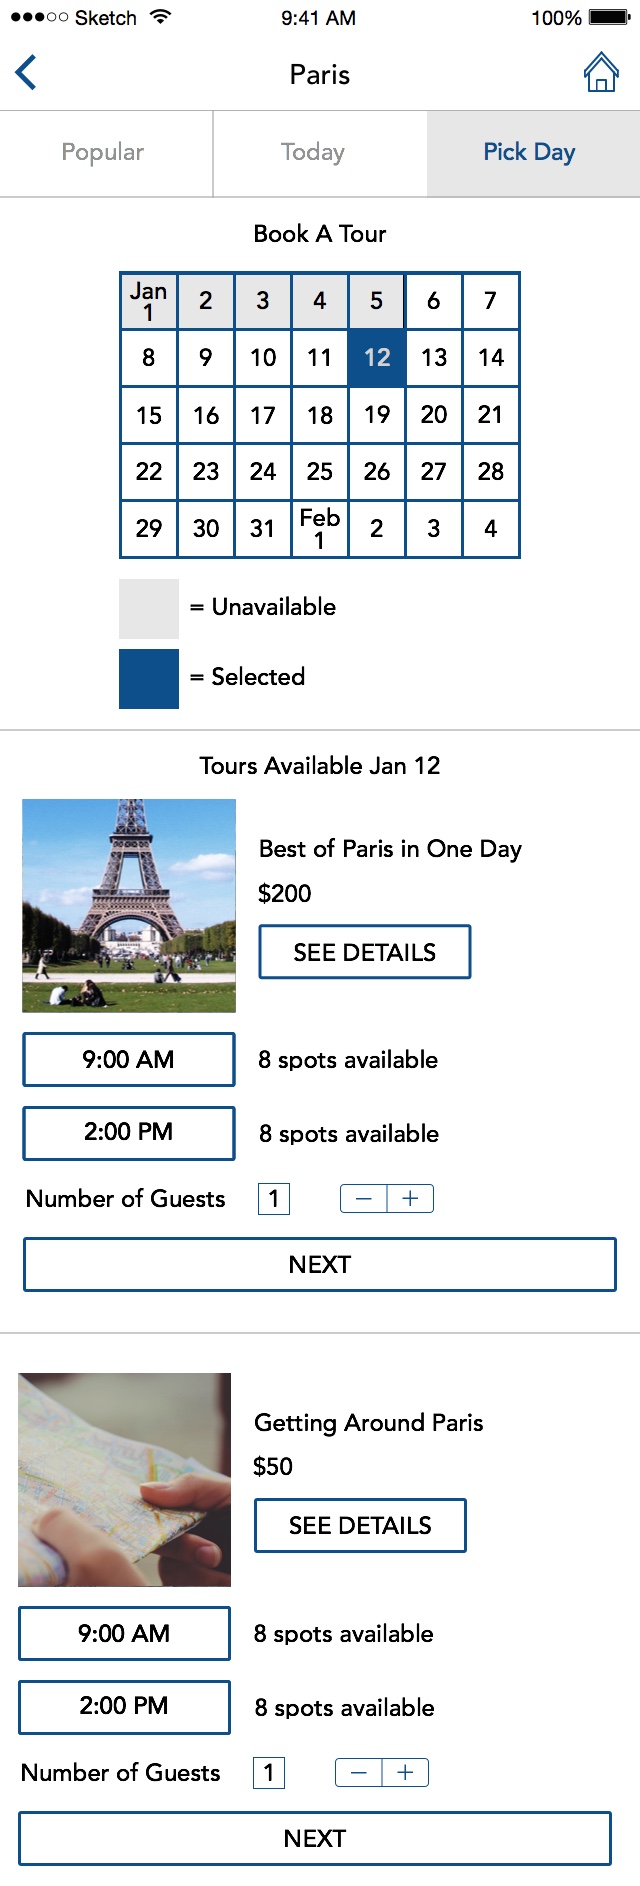 Sketch 9:41 AM 100%
Paris
Popular Today Pick Day
Book A Tour
Jan 1 2 3 4 5 6 7
8 9 10 11 12 13 14
15 16 17 18 19 20 21
22 23 24 25 26 27 28
29 30 31 Feb 1 2 3 4
= Unavailable
= Selected
Tours Available Jan 12
Best of Paris in One Day
$200
SEE DETAILS
9:00 AM 8 spots available
2:00 PM 8 spots available
Number of Guests 1 − +
NEXT
Getting Around Paris
$50
SEE DETAILS
9:00 AM 8 spots available
2:00 PM 8 spots available
Number of Guests 1 − +
NEXT